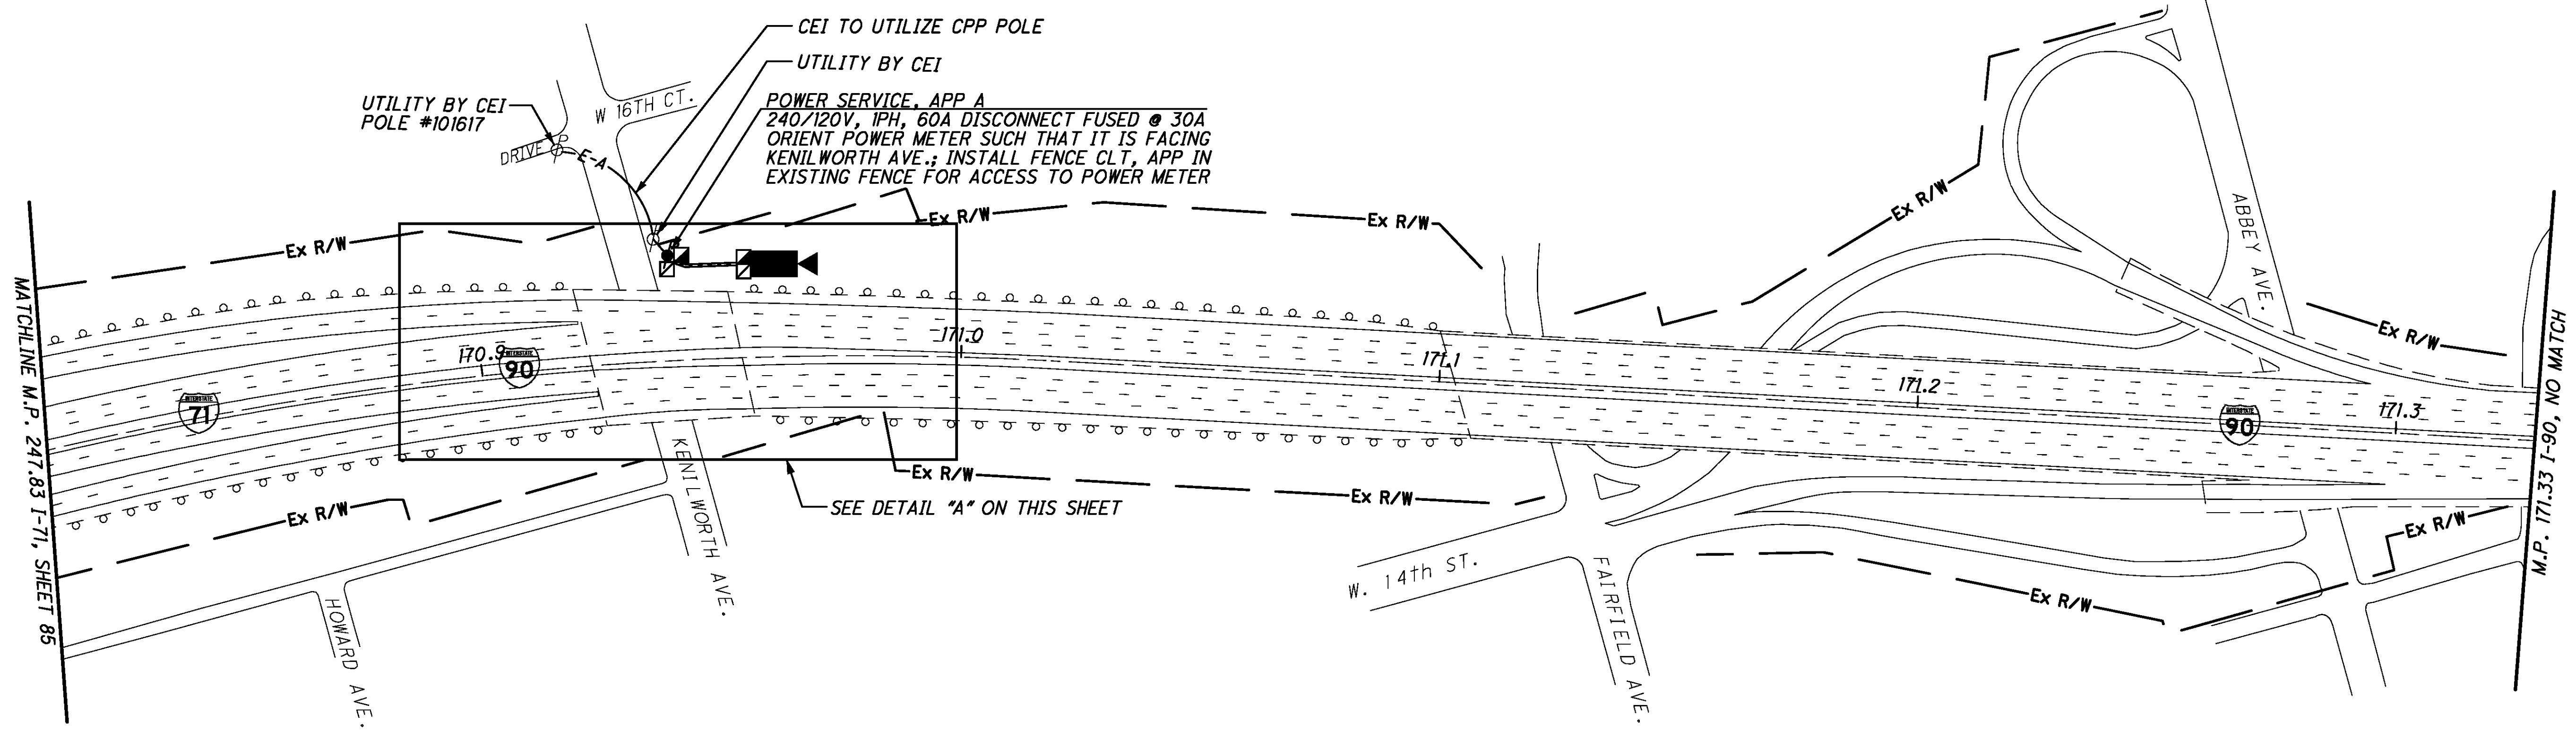 CEI TO UTILIZE CPP POLE
UTILITY BY CEI
UTILITY BY CEI
POLE #101617
POWER SERVICE, APP A
240/120V, 1PH, 60A DISCONNECT FUSED @ 30A
ORIENT POWER METER SUCH THAT IT IS FACING
KENILWORTH AVE.; INSTALL FENCE CLT, APP IN
EXISTING FENCE FOR ACCESS TO POWER METER
W 16TH CT.
DRIVE
P
E-A
Ex R/W
Ex R/W
Ex R/W
Ex R/W
ABBEY AVE.
Ex R/W
MATCHLINE M.P. 247.83 I-71, SHEET 85
170.9
INTERSTATE
90
171.0
171.1
171.2
171.3
INTERSTATE
71
INTERSTATE
90
M.P. 171.33 I-90, NO MATCH
KENILWORTH AVE.
Ex R/W
Ex R/W
Ex R/W
Ex R/W
SEE DETAIL "A" ON THIS SHEET
W. 14th ST.
FAIRFIELD AVE.
Ex R/W
HOWARD AVE.